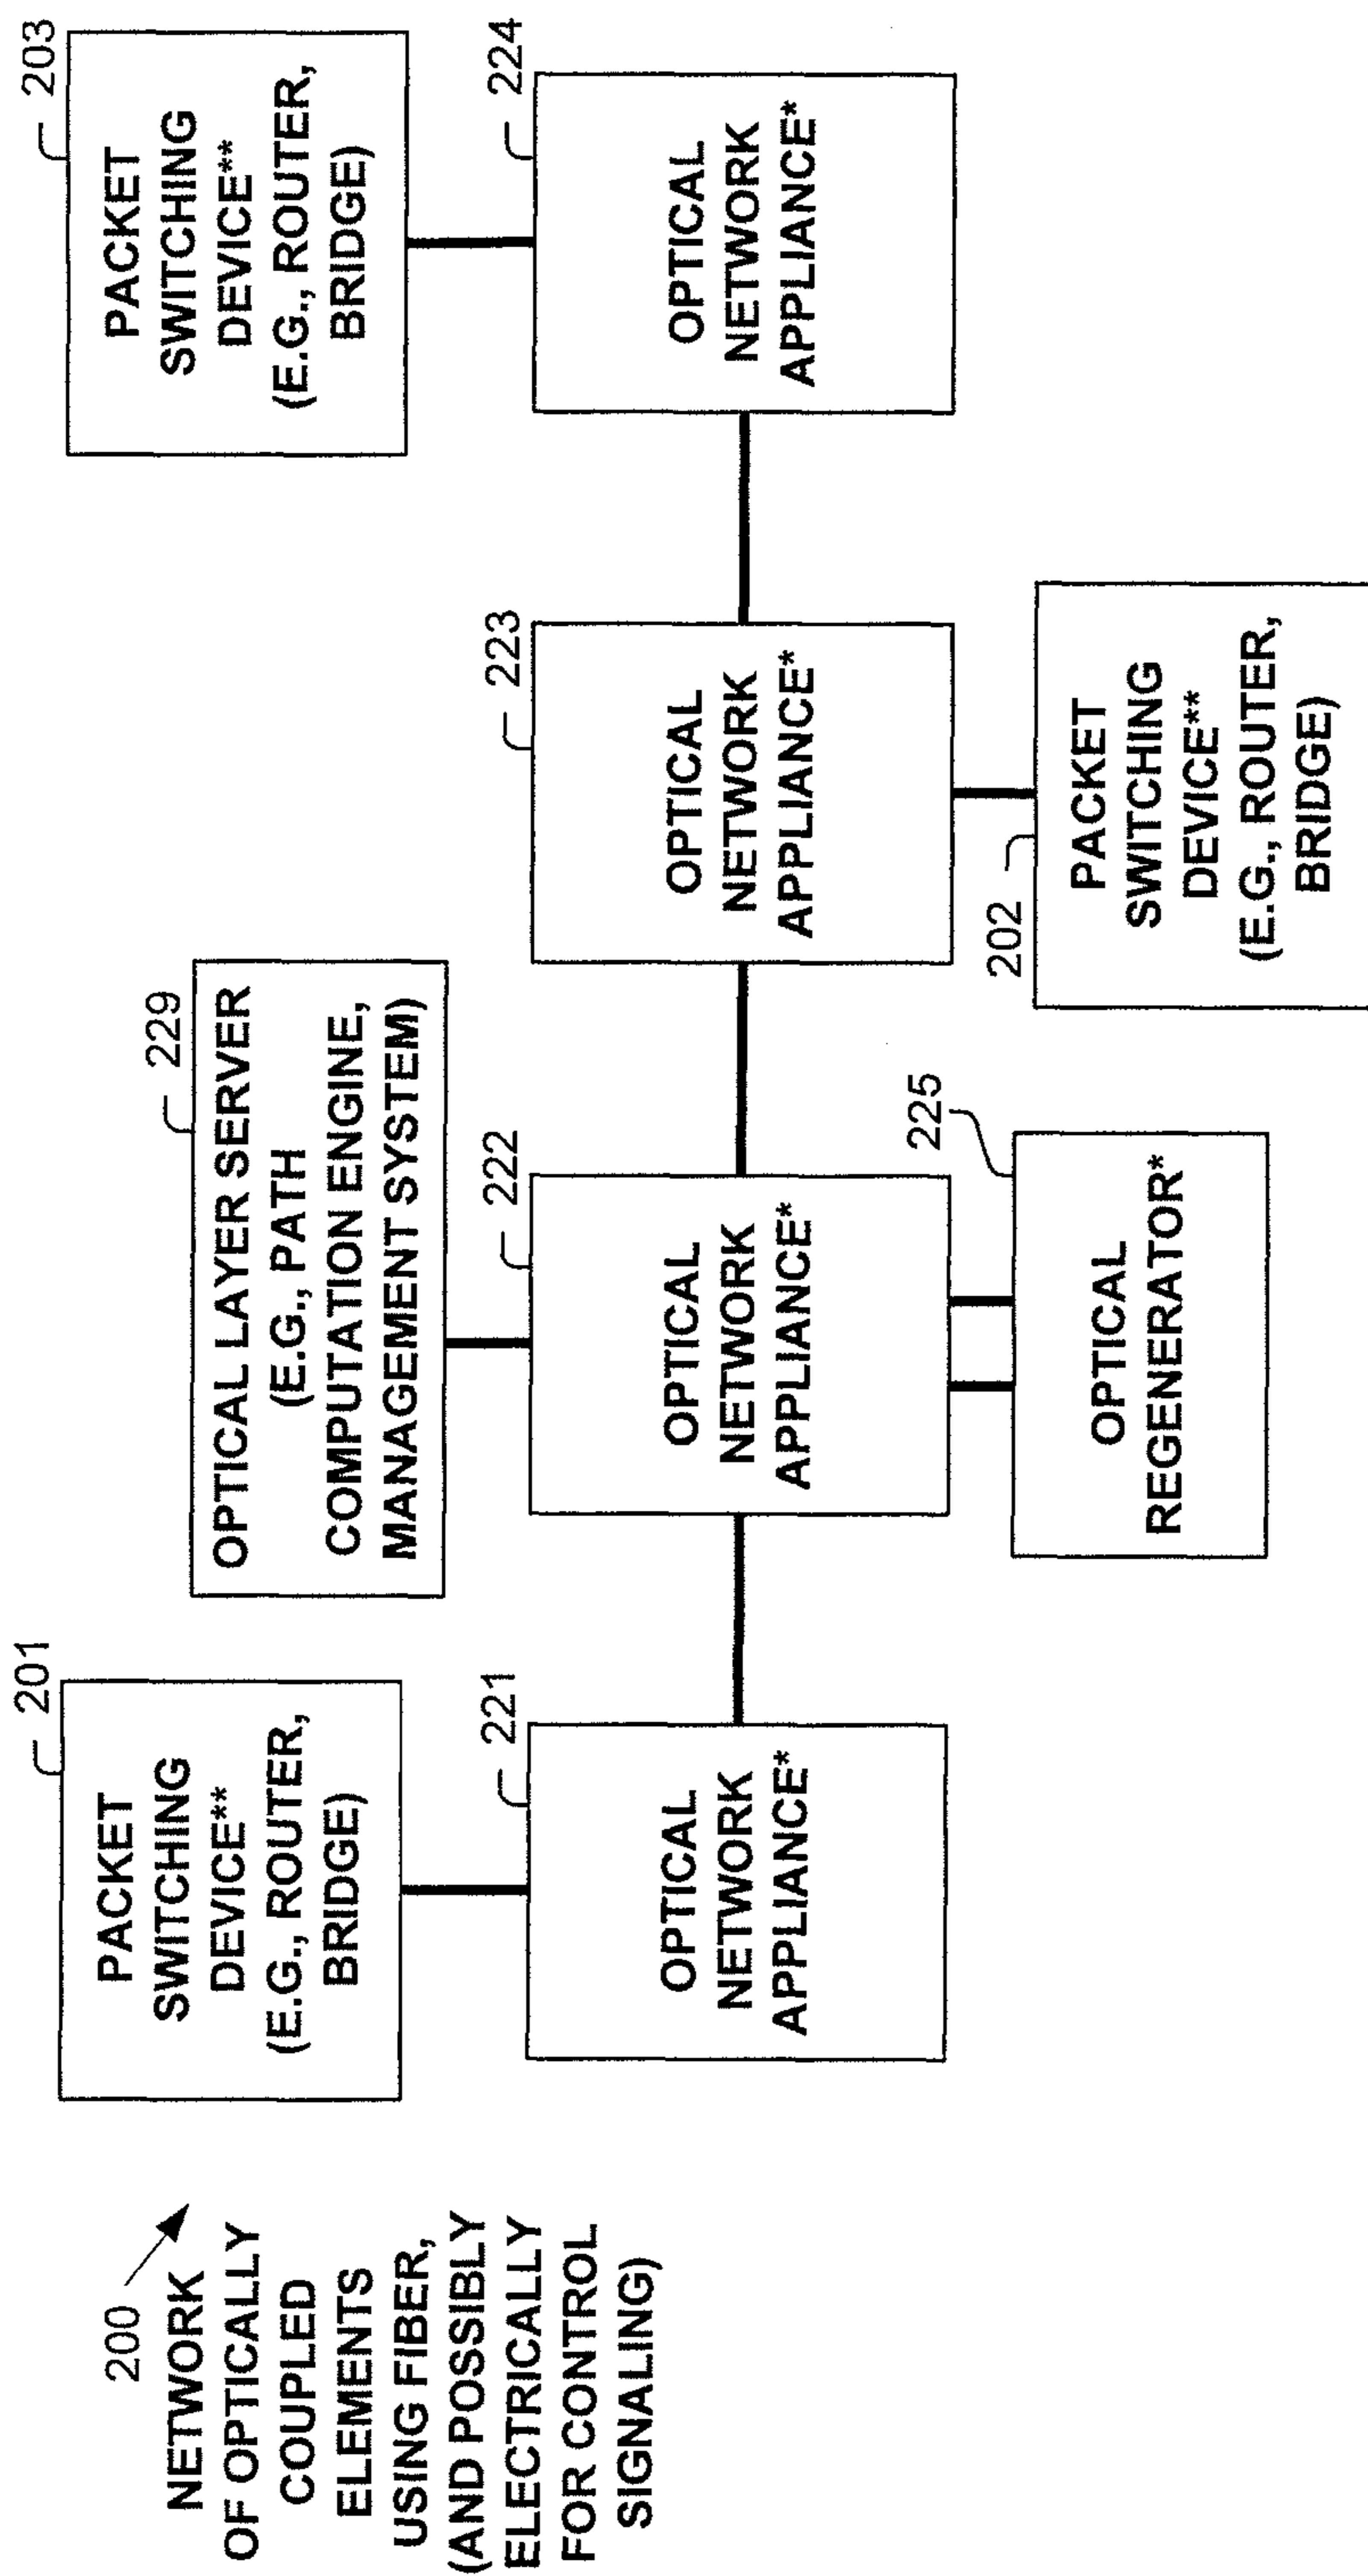 200
NETWORK
OF OPTICALLY
COUPLED
ELEMENTS
USING FIBER,
(AND POSSIBLY
ELECTRICALLY
FOR CONTROL
SIGNALING)
201
PACKET
SWITCHING
DEVICE**
(E.G., ROUTER,
BRIDGE)
229
OPTICAL LAYER SERVER
(E.G., PATH
COMPUTATION ENGINE,
MANAGEMENT SYSTEM)
203
PACKET
SWITCHING
DEVICE**
(E.G., ROUTER,
BRIDGE)
221
OPTICAL
NETWORK
APPLIANCE*
222
OPTICAL
NETWORK
APPLIANCE*
223
OPTICAL
NETWORK
APPLIANCE*
224
OPTICAL
NETWORK
APPLIANCE*
225
OPTICAL
REGENERATOR*
202
PACKET
SWITCHING
DEVICE**
(E.G., ROUTER,
BRIDGE)